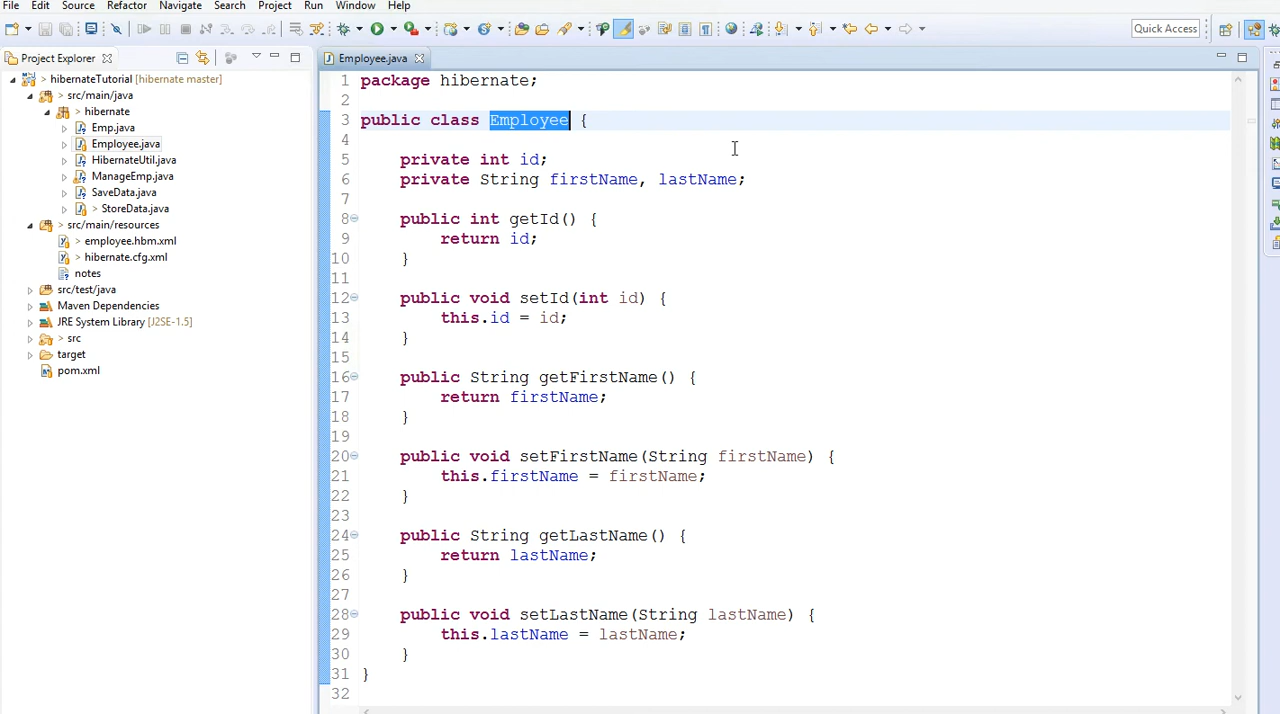 File Edit Source Refactor Navigate Search Project Run Window Help
Quick Access
Project Explorer
Employee.java
> hibernateTutorial [hibernate master]
> src/main/java
> hibernate
Emp.java
Employee.java
HibernateUtil.java
ManageEmp.java
SaveData.java
> StoreData.java
> src/main/resources
> employee.hbm.xml
> hibernate.cfg.xml
notes
src/test/java
Maven Dependencies
JRE System Library [J2SE-1.5]
> src
target
pom.xml
1 package hibernate;
2
3 public class Employee {
4
5 private int id;
6 private String firstName, lastName;
7
8 public int getId() {
9 return id;
10 }
11
12 public void setId(int id) {
13 this.id = id;
14 }
15
16 public String getFirstName() {
17 return firstName;
18 }
19
20 public void setFirstName(String firstName) {
21 this.firstName = firstName;
22 }
23
24 public String getLastName() {
25 return lastName;
26 }
27
28 public void setLastName(String lastName) {
29 this.lastName = lastName;
30 }
31 }
32